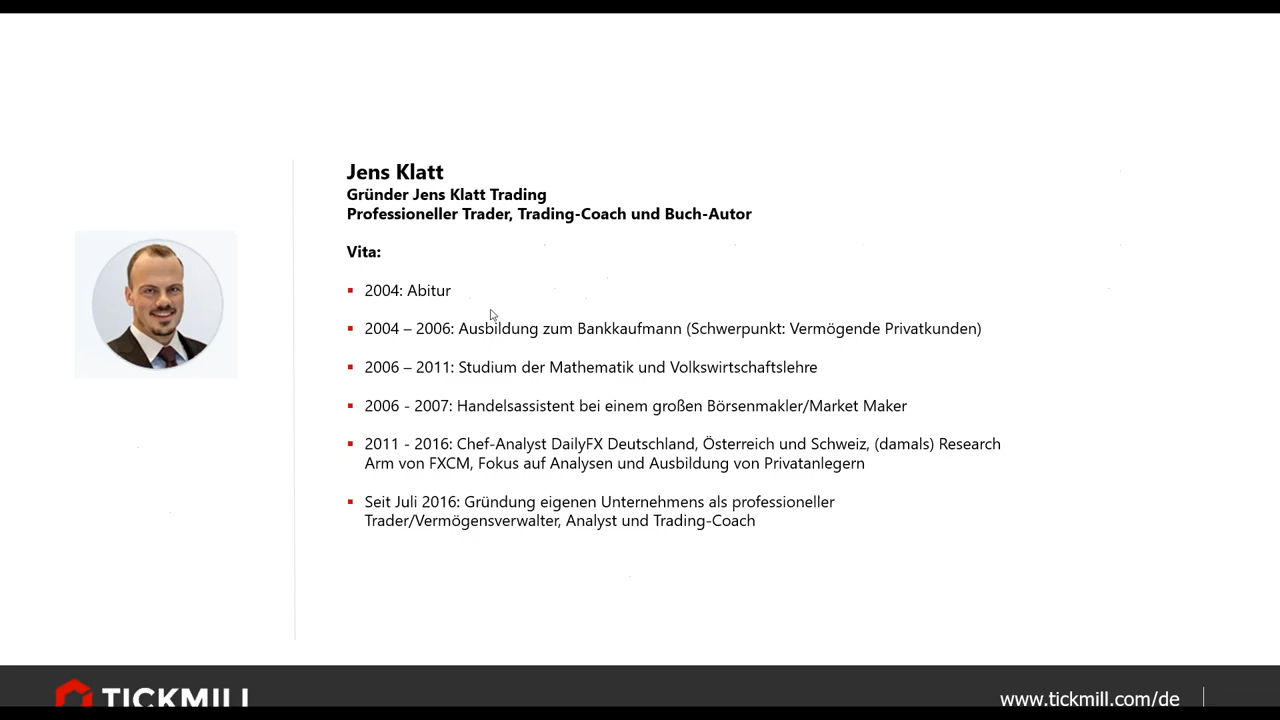 Jens Klatt
Gründer Jens Klatt Trading
Professioneller Trader, Trading-Coach und Buch-Autor
Vita:
2004: Abitur
2004 – 2006: Ausbildung zum Bankkaufmann (Schwerpunkt: Vermögende Privatkunden)
2006 – 2011: Studium der Mathematik und Volkswirtschaftslehre
2006 - 2007: Handelsassistent bei einem großen Börsenmakler/Market Maker
2011 - 2016: Chef-Analyst DailyFX Deutschland, Österreich und Schweiz, (damals) Research
Arm von FXCM, Fokus auf Analysen und Ausbildung von Privatanlegern
Seit Juli 2016: Gründung eigenen Unternehmens als professioneller
Trader/Vermögensverwalter, Analyst und Trading-Coach
TICKMILL
www.tickmill.com/de